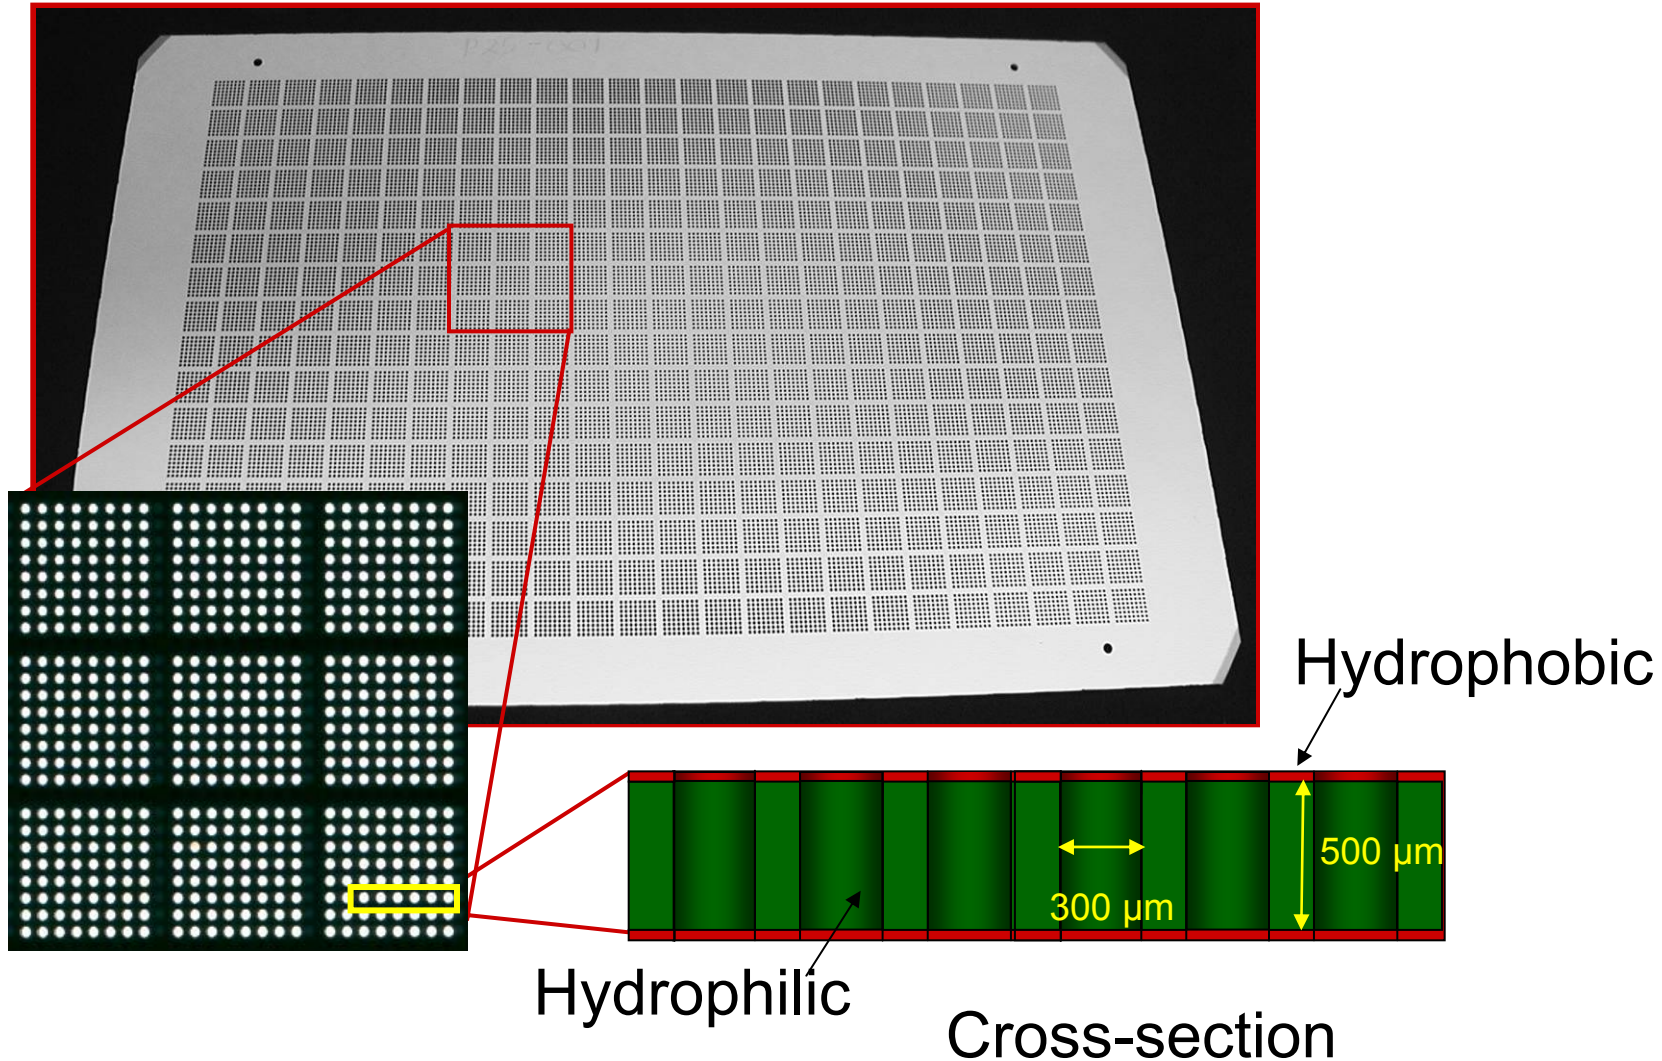 Hydrophobic
500 µm
300 µm
Hydrophilic
Cross-section